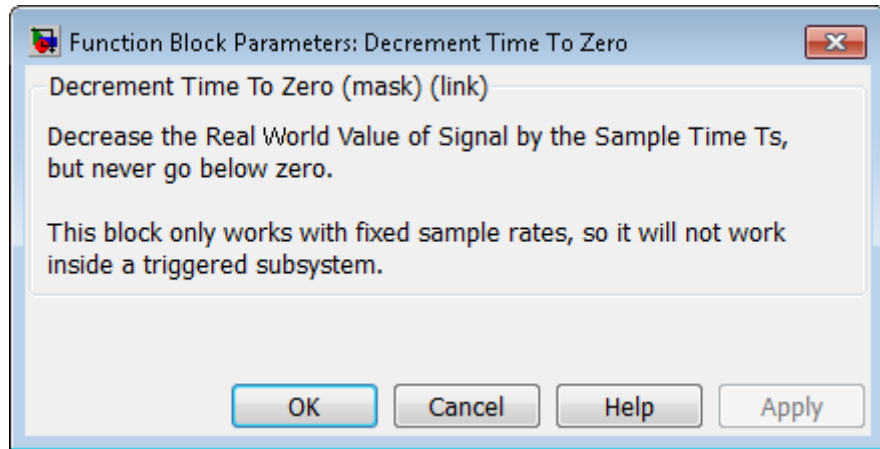 Function Block Parameters: Decrement Time To Zero
Decrement Time To Zero (mask) (link)
Decrease the Real World Value of Signal by the Sample Time Ts,
but never go below zero.
This block only works with fixed sample rates, so it will not work
inside a triggered subsystem.
OK Cancel Help Apply